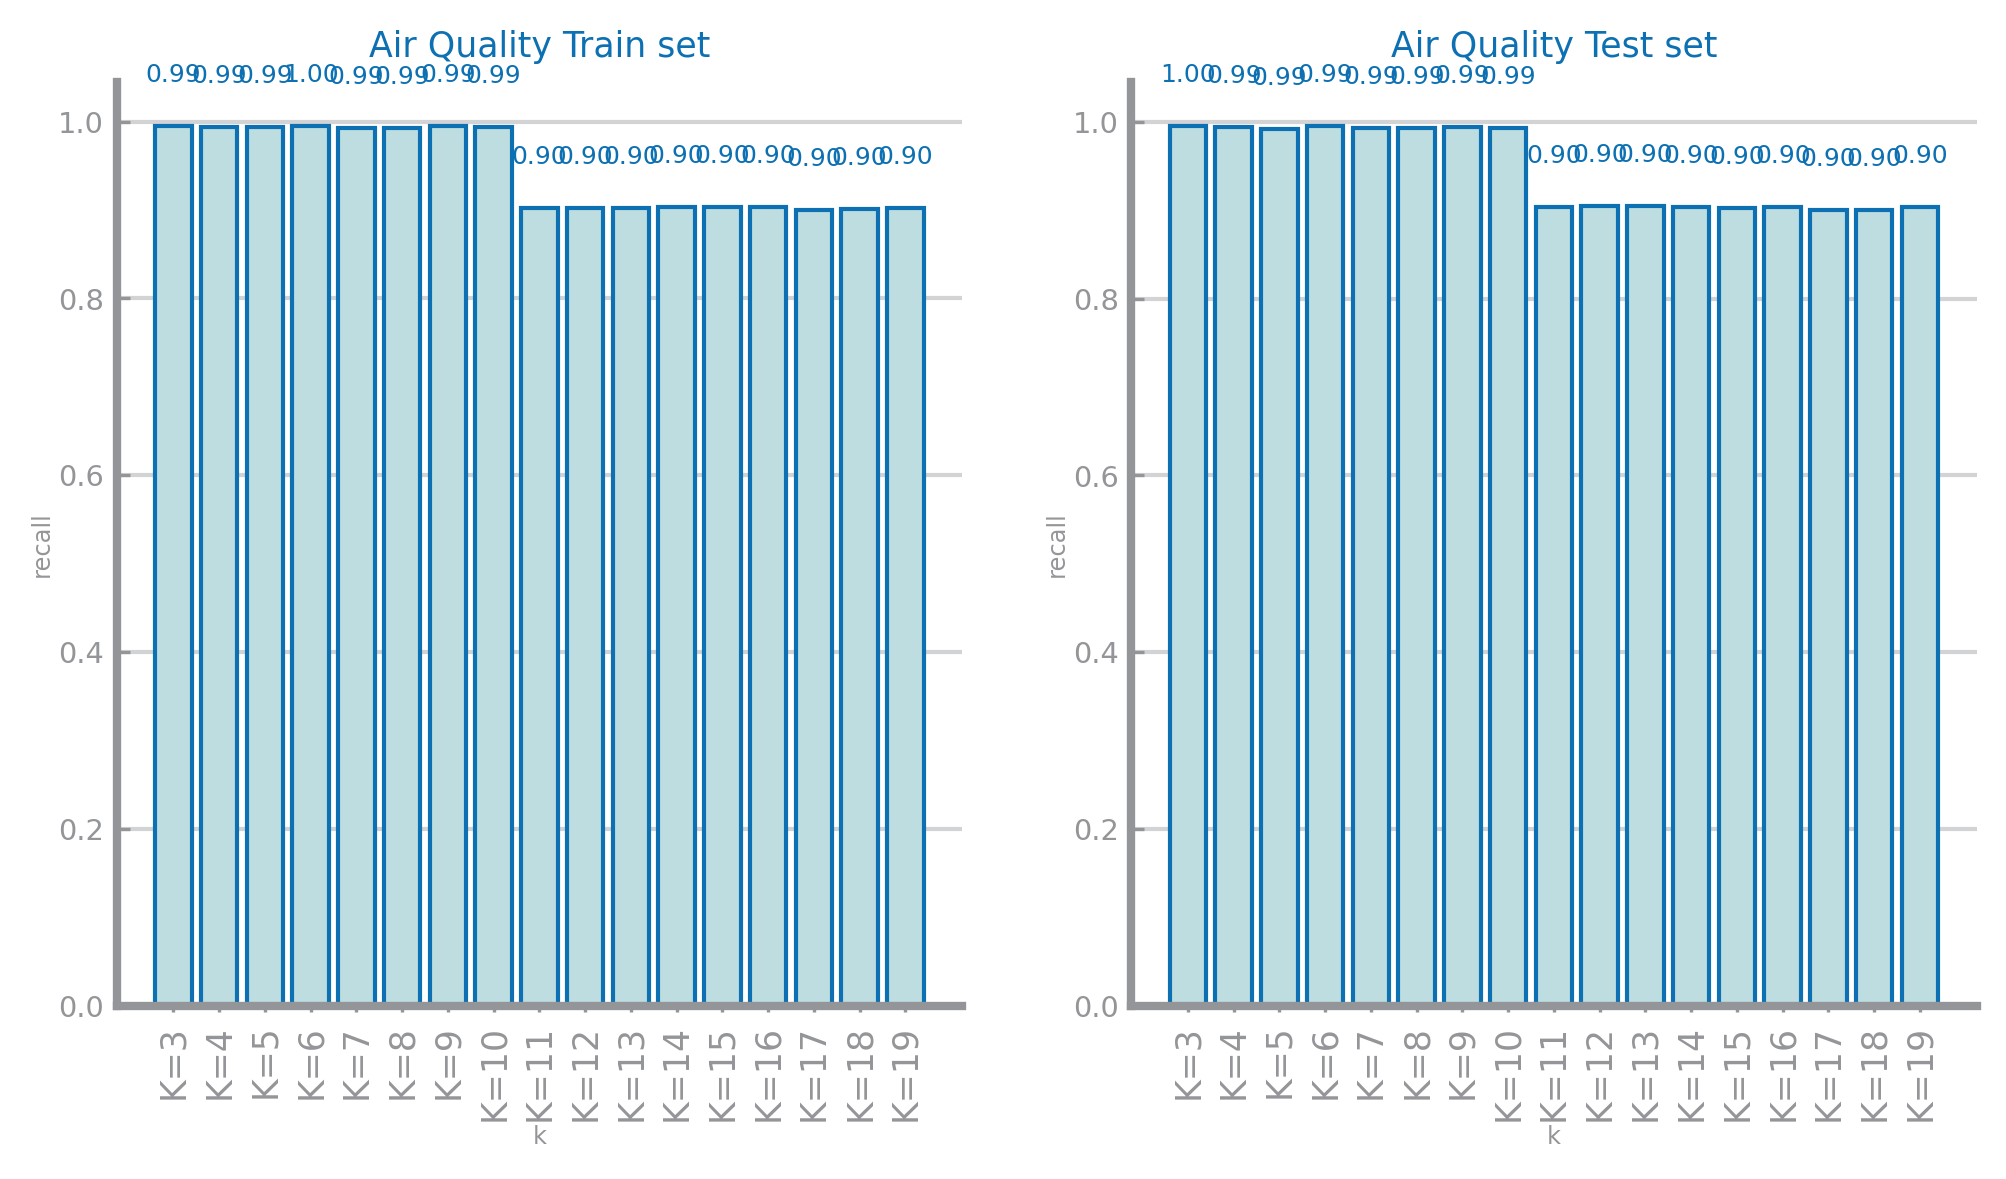 Air Quality Train set
0.99 0.99 0.99 1.00 0.99 0.99 0.99 0.99
0.90 0.90 0.90 0.90 0.90 0.90 0.90 0.90 0.90
1.0
0.8
0.6
0.4
0.2
0.0
recall
K=3 K=4 K=5 K=6 K=7 K=8 K=9 K=10 K=11 K=12 K=13 K=14 K=15 K=16 K=17 K=18 K=19
k
Air Quality Test set
1.00 0.99 0.99 0.99 0.99 0.99 0.99 0.99
0.90 0.90 0.90 0.90 0.90 0.90 0.90 0.90 0.90
1.0
0.8
0.6
0.4
0.2
0.0
recall
K=3 K=4 K=5 K=6 K=7 K=8 K=9 K=10 K=11 K=12 K=13 K=14 K=15 K=16 K=17 K=18 K=19
k